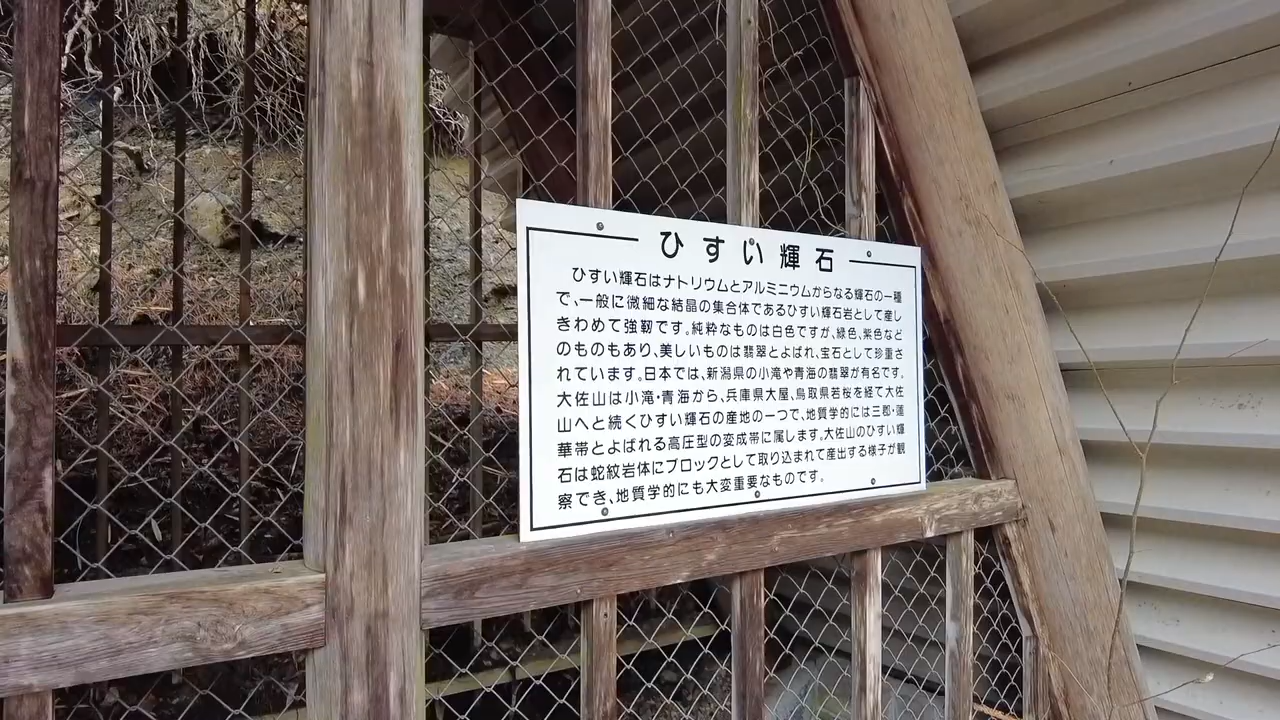 ひすい輝石
ひすい輝石はナトリウムとアルミニウムからなる輝石の一種
で、一般に微細な結晶の集合体であるひすい輝石岩として産し
きわめて強靭です。純粋なものは白色ですが、緑色、紫色など
のものもあり、美しいものは翡翠とよばれ、宝石として珍重さ
れています。日本では、新潟県の小滝や青海の翡翠が有名です。
大佐山は小滝・青海から、兵庫県大屋、鳥取県若桜を経て大佐
山へと続くひすい輝石の産地の一つで、地質学的には三郡・蓮
華帯とよばれる高圧型の変成帯に属します。大佐山のひすい輝
石は蛇紋岩体にブロックとして取り込まれて産出する様子が観
察でき、地質学的にも大変重要なものです。